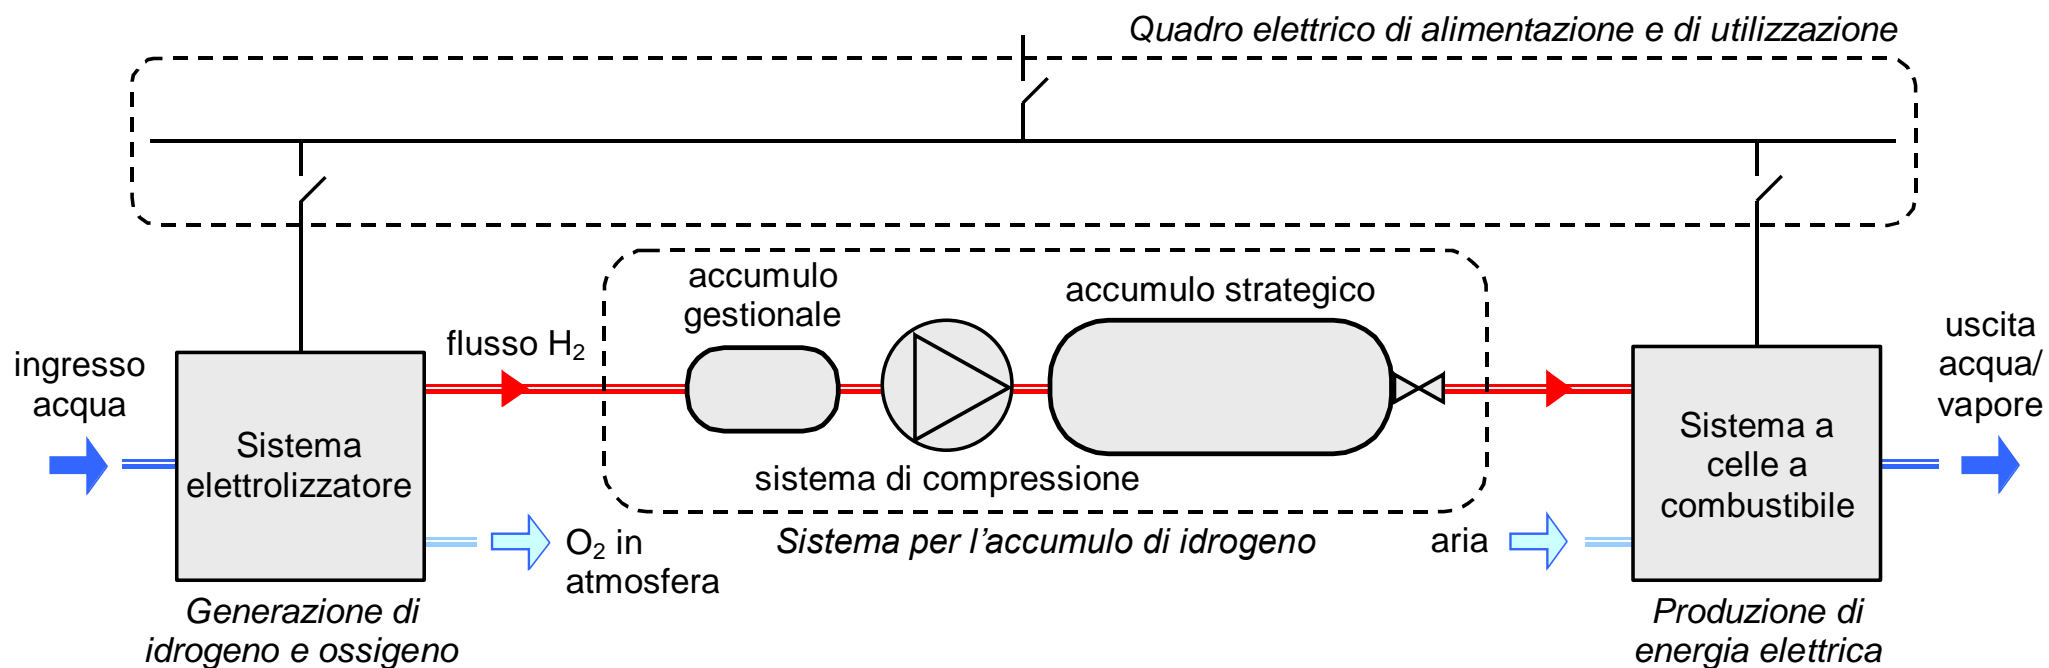 Quadro elettrico di alimentazione e di utilizzazione
accumulo
gestionale
accumulo strategico
flusso H₂
ingresso
acqua
uscita
acqua/
vapore
Sistema
elettrolizzatore
sistema di compressione
Sistema a
celle a
combustibile
O₂ in
atmosfera
Sistema per l’accumulo di idrogeno
aria
Generazione di
idrogeno e ossigeno
Produzione di
energia elettrica